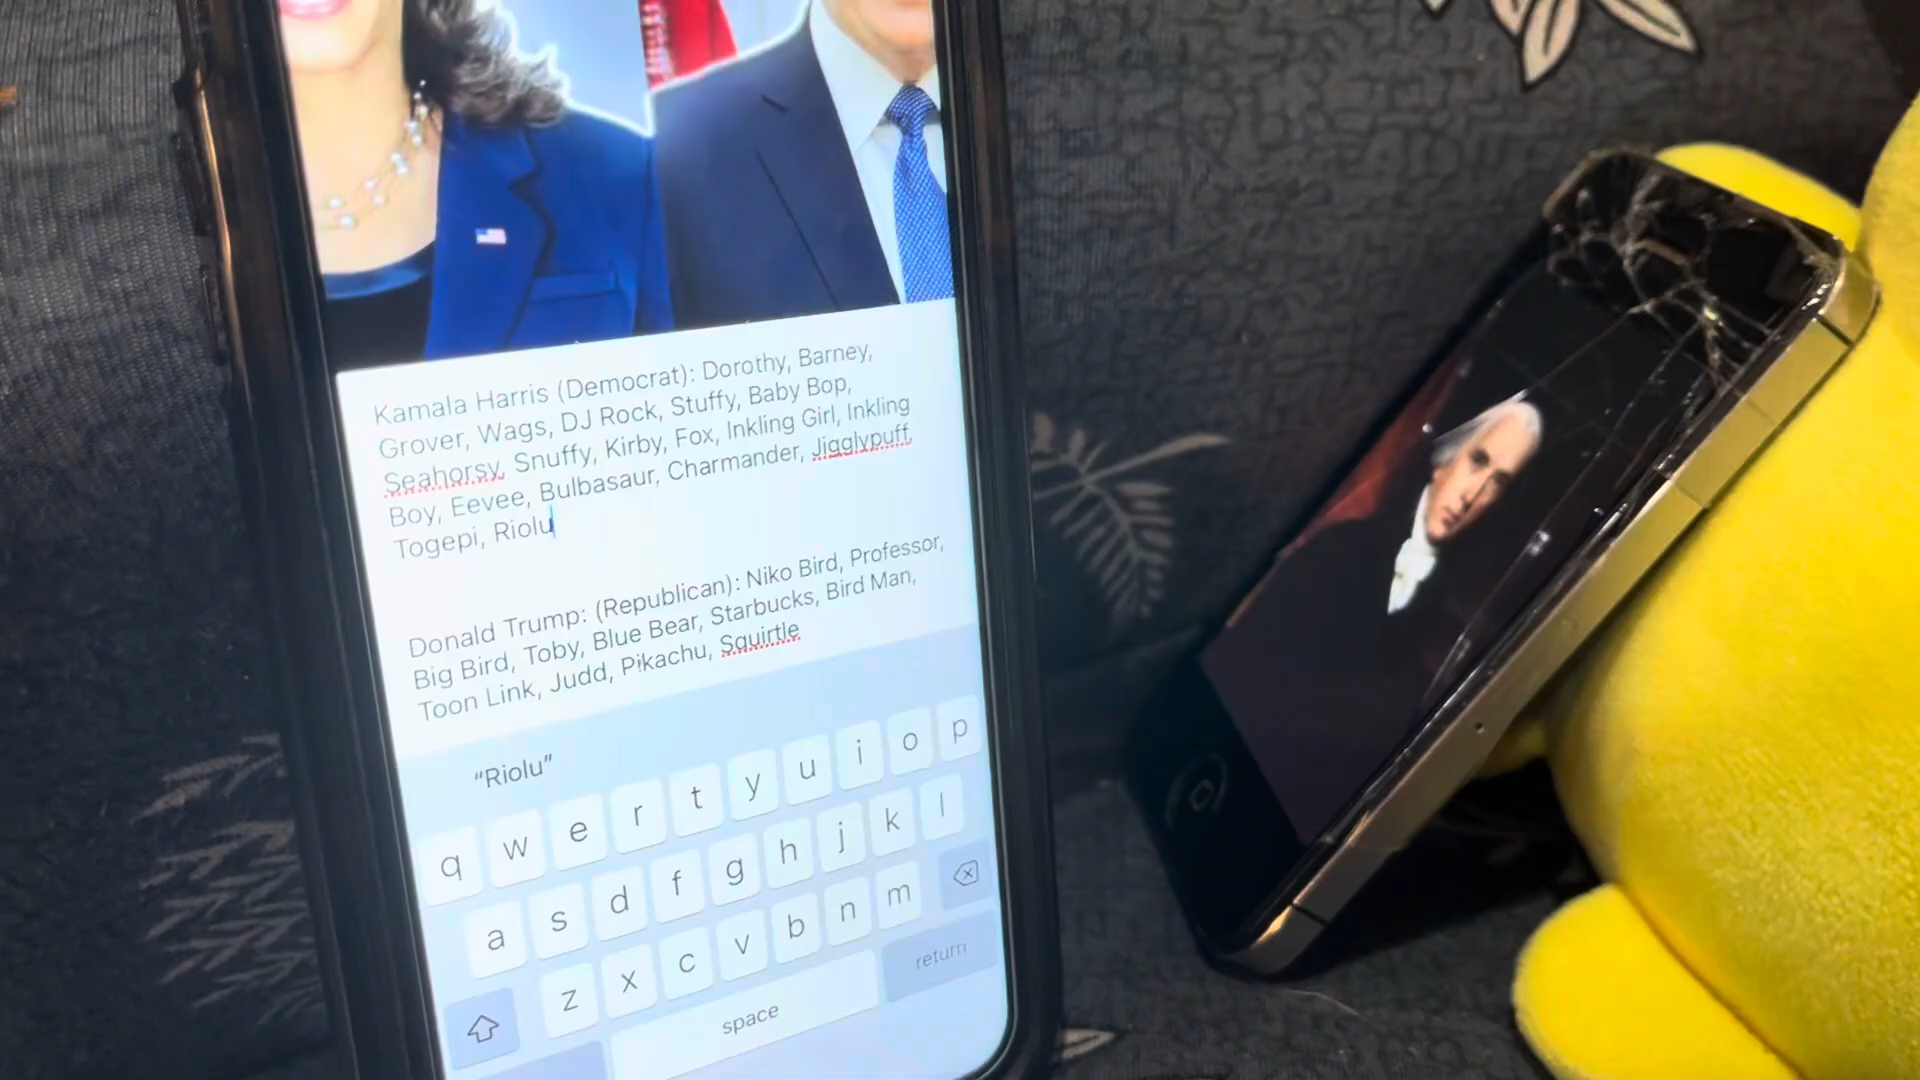 Kamala Harris (Democrat): Dorothy, Barney,
Grover, Wags, DJ Rock, Stuffy, Baby Bop,
Seahorsy, Snuffy, Kirby, Fox, Inkling Girl, Inkling
Boy, Eevee, Bulbasaur, Charmander, Jigglypuff,
Togepi, Riolu
Donald Trump: (Republican): Niko Bird, Professor,
Big Bird, Toby, Blue Bear, Starbucks, Bird Man,
Toon Link, Judd, Pikachu, Squirtle
“Riolu”
q w e r t y u i o p
a s d f g h j k l
z x c v b n m
space return